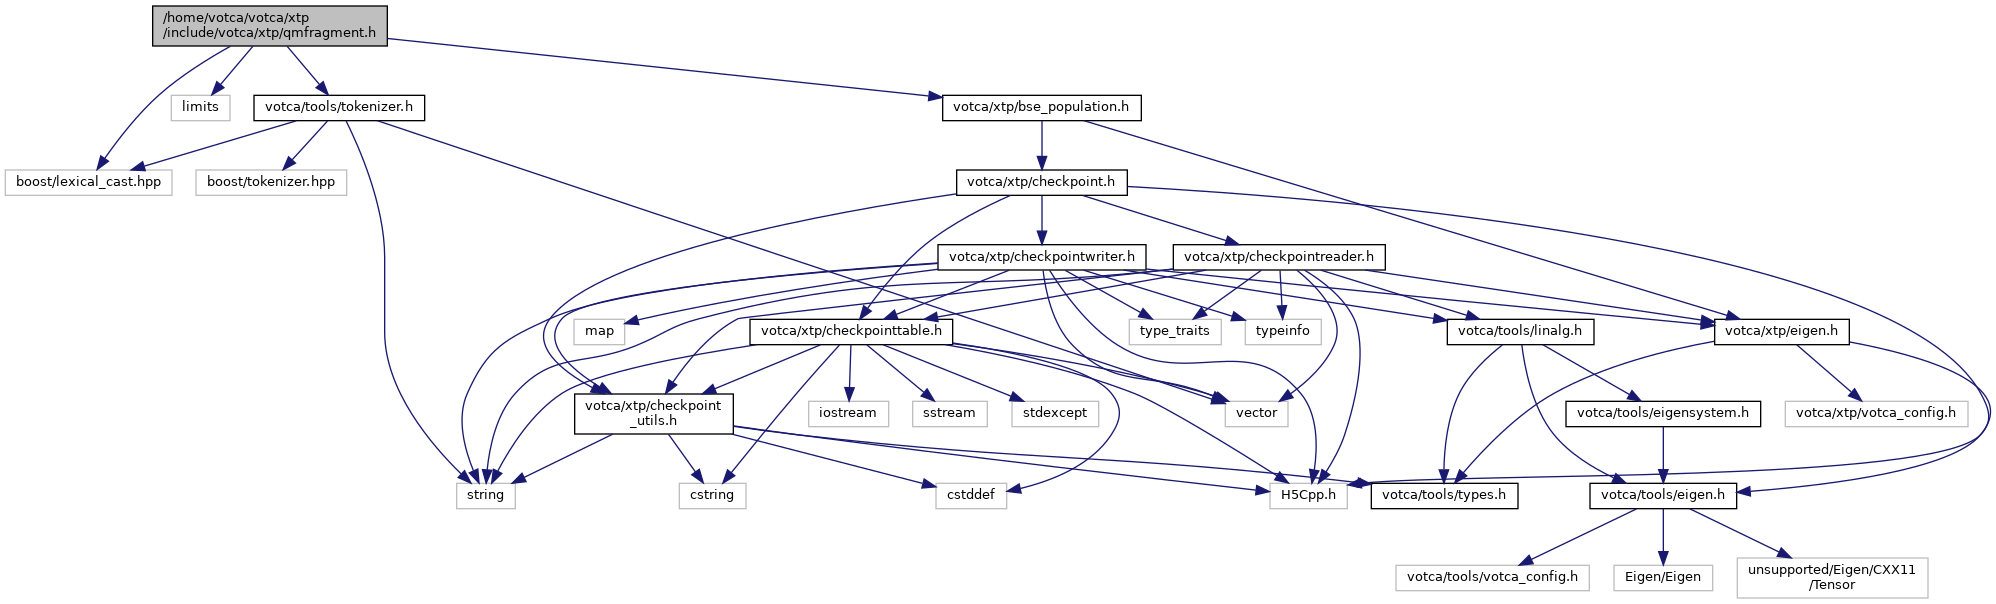 /home/votca/votca/xtp
/include/votca/xtp/qmfragment.h
limits
votca/tools/tokenizer.h
votca/xtp/bse_population.h
boost/lexical_cast.hpp
boost/tokenizer.hpp
votca/xtp/checkpoint.h
votca/xtp/checkpointwriter.h
votca/xtp/checkpointreader.h
map
votca/xtp/checkpointtable.h
type_traits
typeinfo
votca/tools/linalg.h
votca/xtp/eigen.h
votca/xtp/checkpoint
_utils.h
iostream
sstream
stdexcept
vector
votca/tools/eigensystem.h
votca/xtp/votca_config.h
string
cstring
cstddef
H5Cpp.h
votca/tools/types.h
votca/tools/eigen.h
votca/tools/votca_config.h
Eigen/Eigen
unsupported/Eigen/CXX11
/Tensor